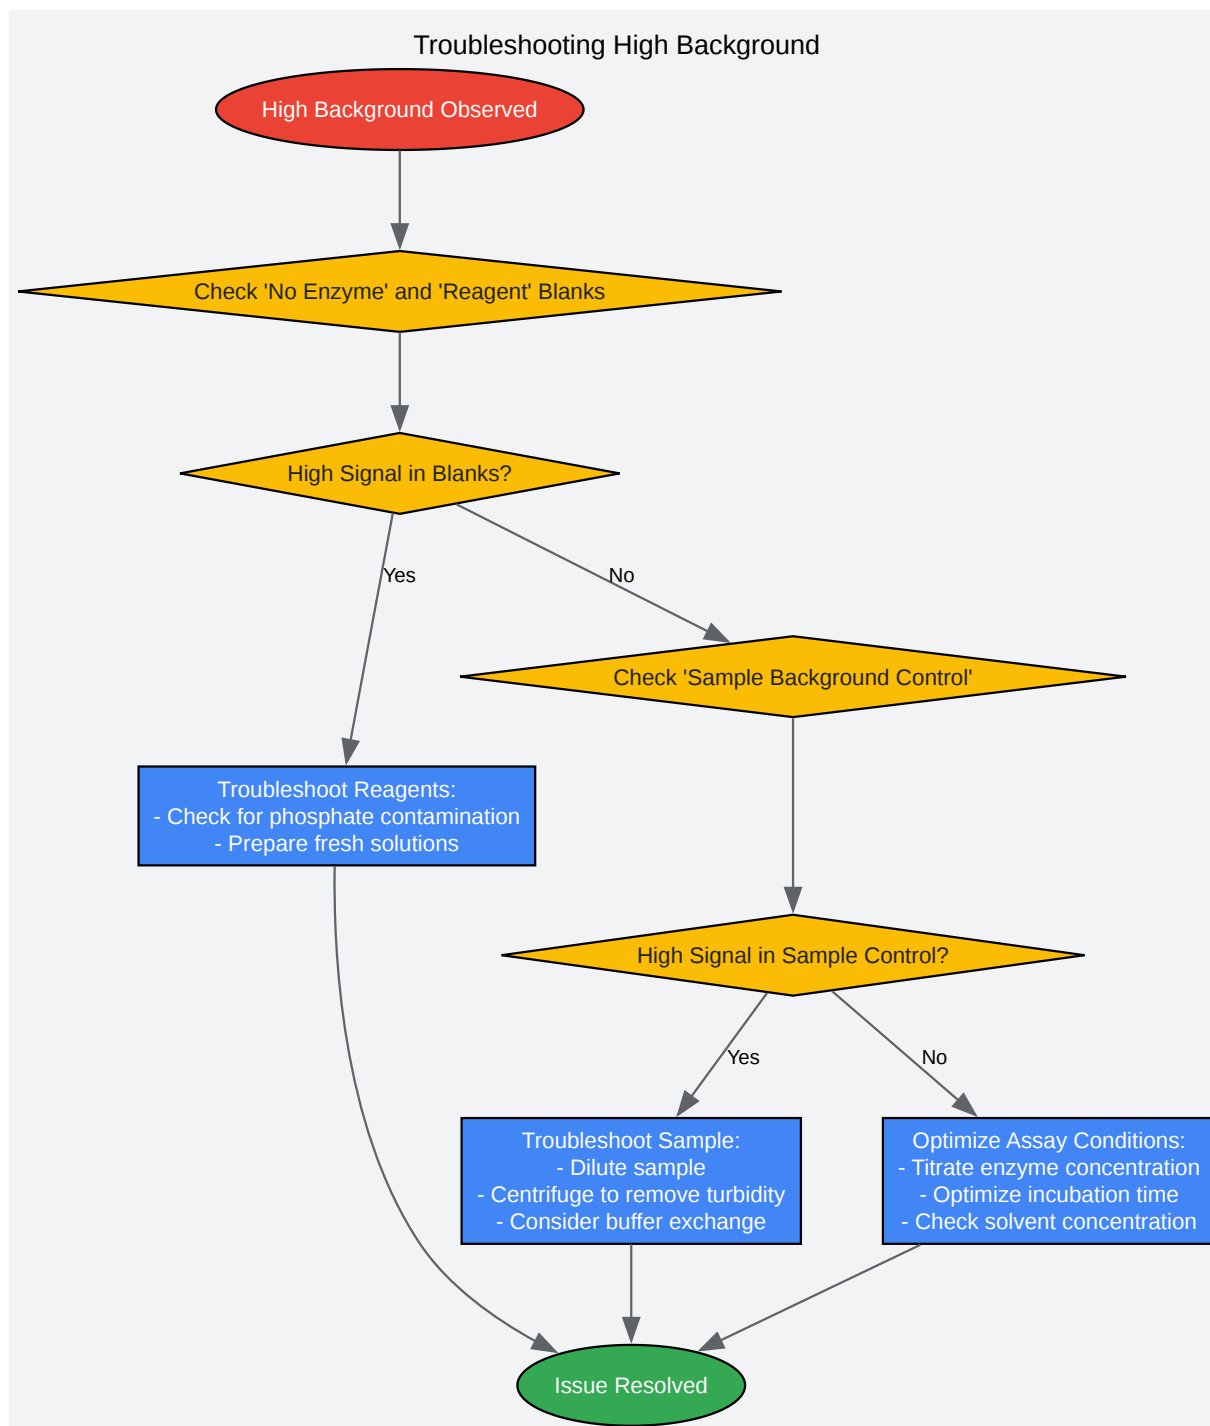 Troubleshooting High Background
High Background Observed
Check 'No Enzyme' and 'Reagent' Blanks
High Signal in Blanks?
Yes
No
Check 'Sample Background Control'
Troubleshoot Reagents:
- Check for phosphate contamination
- Prepare fresh solutions
High Signal in Sample Control?
Yes
No
Troubleshoot Sample:
- Dilute sample
- Centrifuge to remove turbidity
- Consider buffer exchange
Optimize Assay Conditions:
- Titrate enzyme concentration
- Optimize incubation time
- Check solvent concentration
Issue Resolved